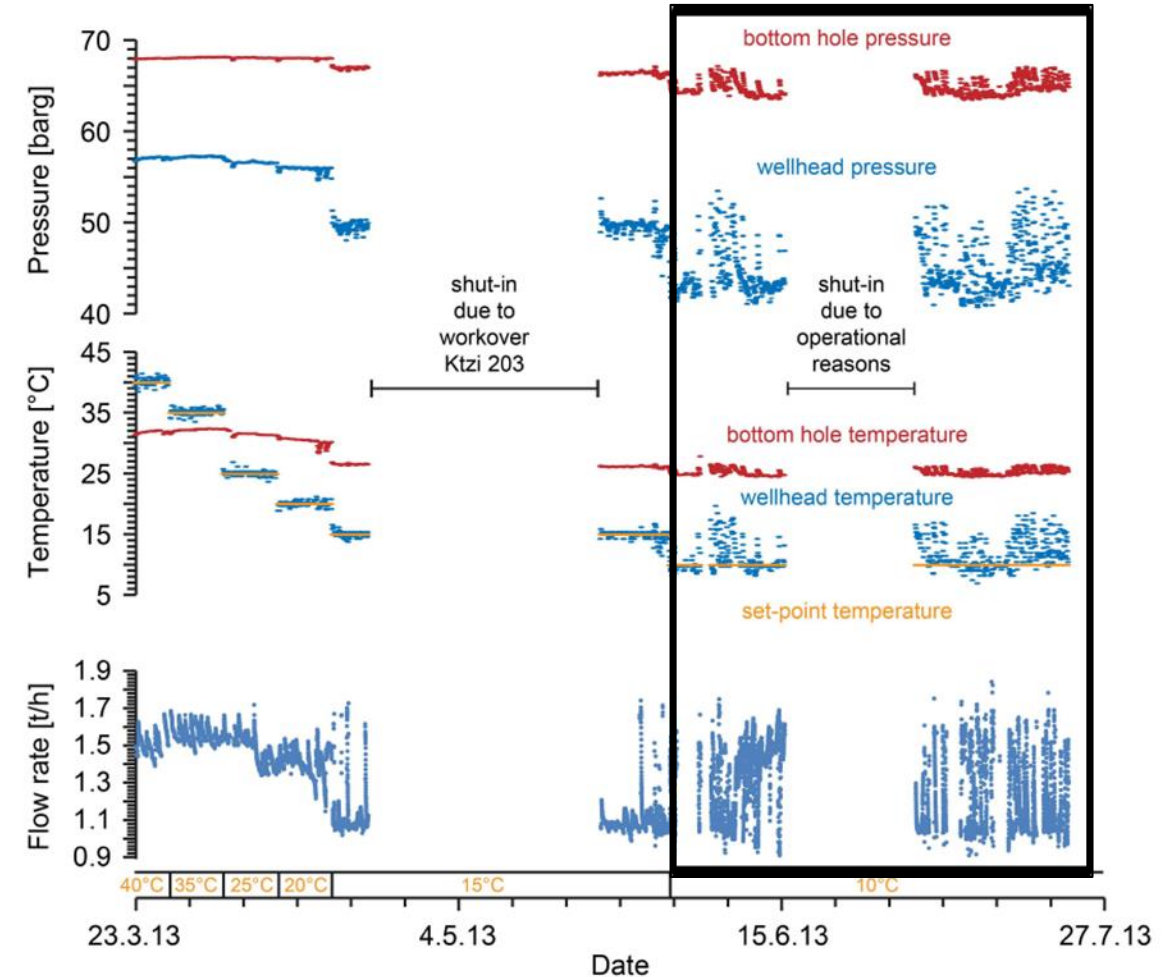 Pressure [barg]
70
60
50
40
bottom hole pressure
wellhead pressure
shut-in
due to
workover
Ktzi 203
shut-in
due to
operational
reasons
Temperature [°C]
45
35
25
15
5
bottom hole temperature
wellhead temperature
set-point temperature
Flow rate [t/h]
1.9
1.7
1.5
1.3
1.1
0.9
40°C 35°C 25°C 20°C 15°C 10°C
23.3.13 4.5.13 15.6.13 27.7.13
Date